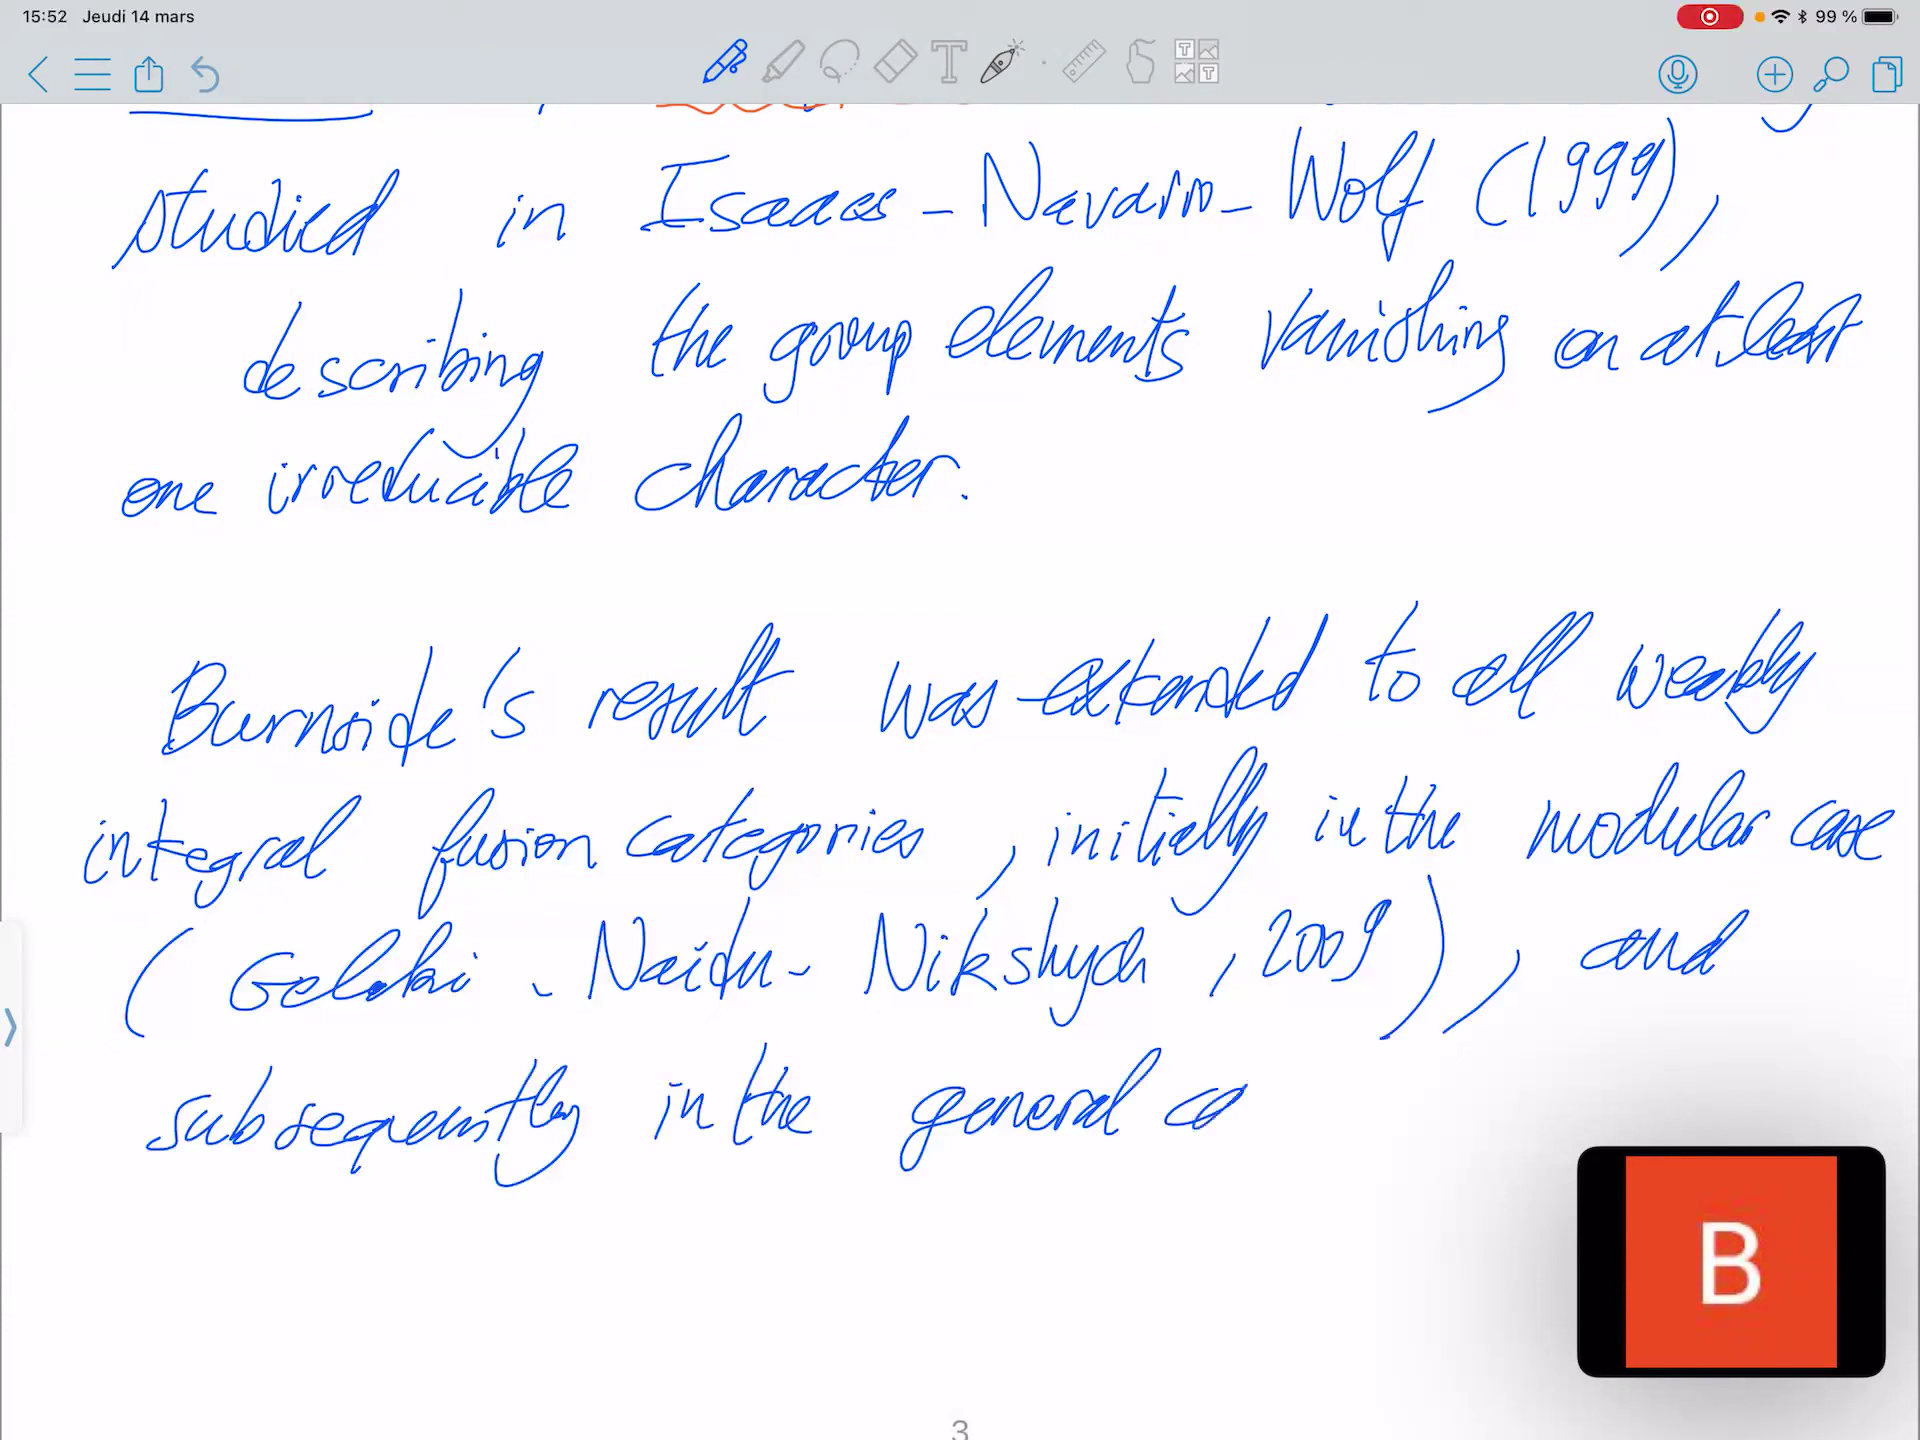 15:52 Jeudi 14 mars 99 %
studied in Isaacs - Navarro - Wolf (1999),
describing the group elements vanishing on at least
one irreducible character.
Burnside's result was extended to all weakly
integral fusion categories, initially in the modular case
(Gelaki - Naidu - Nikshych, 2009), and
subsequently in the general ca
B
3